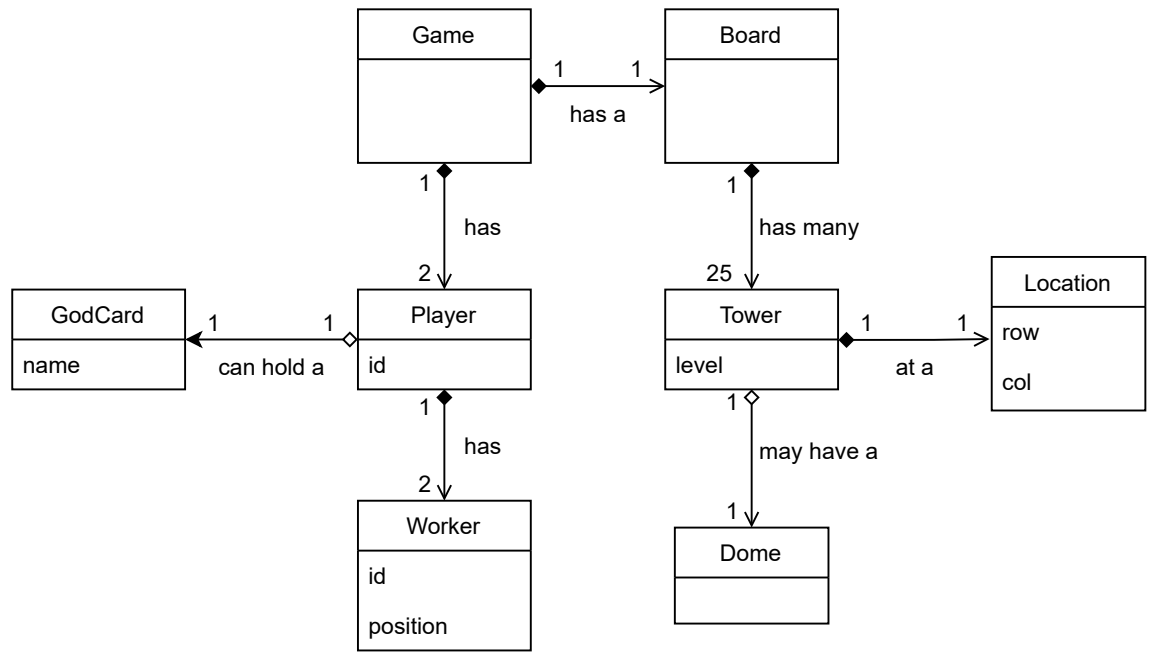 Game
Board
1
1
has a
1
has
2
1
has many
25
GodCard
name
1
1
can hold a
Player
id
Tower
level
1
1
at a
Location
row
col
1
has
2
1
may have a
1
Worker
id
position
Dome